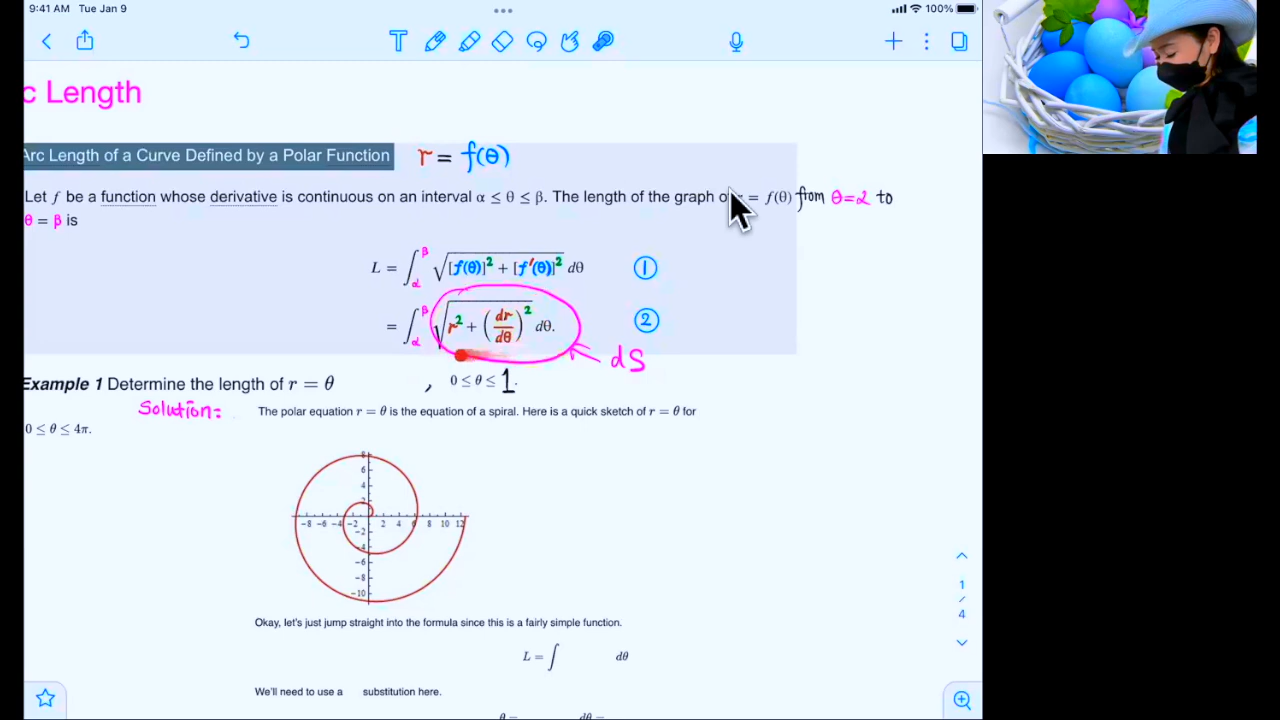 9:41 AM Tue Jan 9
100%
c Length
Arc Length of a Curve Defined by a Polar Function r = f(θ)
Let f be a function whose derivative is continuous on an interval α ≤ θ ≤ β. The length of the graph o = f(θ) from θ=α to
θ = β is
L = ∫_α^β √([f(θ)]² + [f′(θ)]²) dθ ①
= ∫_α^β √(r² + (dr/dθ)²) dθ. ②
ds
Example 1 Determine the length of r = θ , 0 ≤ θ ≤ 1.
Solution: The polar equation r = θ is the equation of a spiral. Here is a quick sketch of r = θ for
0 ≤ θ ≤ 4π.
8
6
4
2
-8 -6 -4 -2 2 4 6 8 10 12
-2
-4
-6
-8
-10
Okay, let's just jump straight into the formula since this is a fairly simple function.
L = ∫ dθ
We'll need to use a substitution here.
θ = dθ =
1
/
4